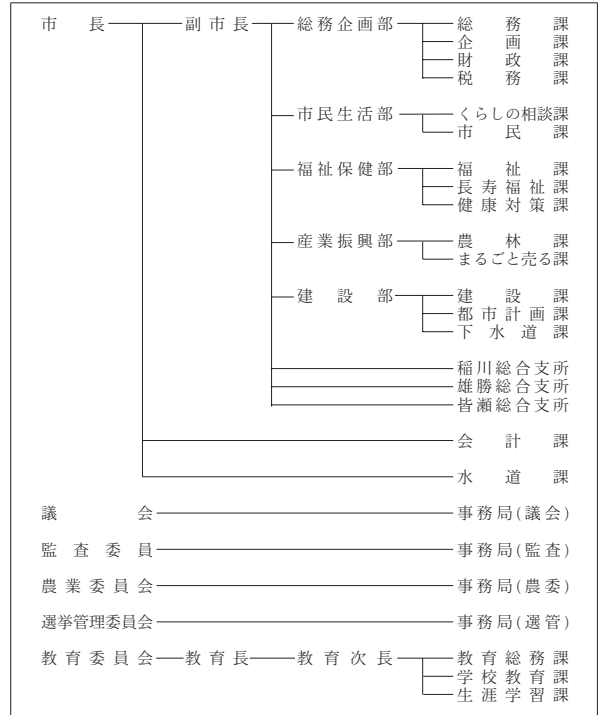 市長 副市長 総務企画部 総務課
企画課
財政課
税務課
市民生活部 くらしの相談課
市民課
福祉保健部 福祉課
長寿福祉課
健康対策課
産業振興部 農林課
まるごと売る課
建設部 建設課
都市計画課
下水道課
稲川総合支所
雄勝総合支所
皆瀬総合支所
会計課
水道課
議会 事務局(議会)
監査委員 事務局(監査)
農業委員会 事務局(農委)
選挙管理委員会 事務局(選管)
教育委員会 教育長 教育次長 教育総務課
学校教育課
生涯学習課